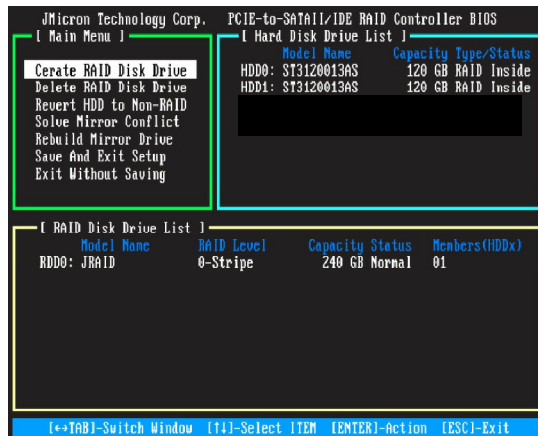 JMicron Technology Corp. PCIE-to-SATAII/IDE RAID Controller BIOS
[ Main Menu ]
Cerate RAID Disk Drive
Delete RAID Disk Drive
Revert HDD to Non-RAID
Solve Mirror Conflict
Rebuild Mirror Drive
Save And Exit Setup
Exit Without Saving
[ Hard Disk Drive List ]
Model Name Capacity Type/Status
HDD0: ST3120013AS 120 GB RAID Inside
HDD1: ST3120013AS 120 GB RAID Inside
[ RAID Disk Drive List ]
Model Name RAID Level Capacity Status Members(HDDx)
RDD0: JRAID 0-Stripe 240 GB Normal 01
[↔TAB]-Switch Window [↑↓]-Select ITEM [ENTER]-Action [ESC]-Exit